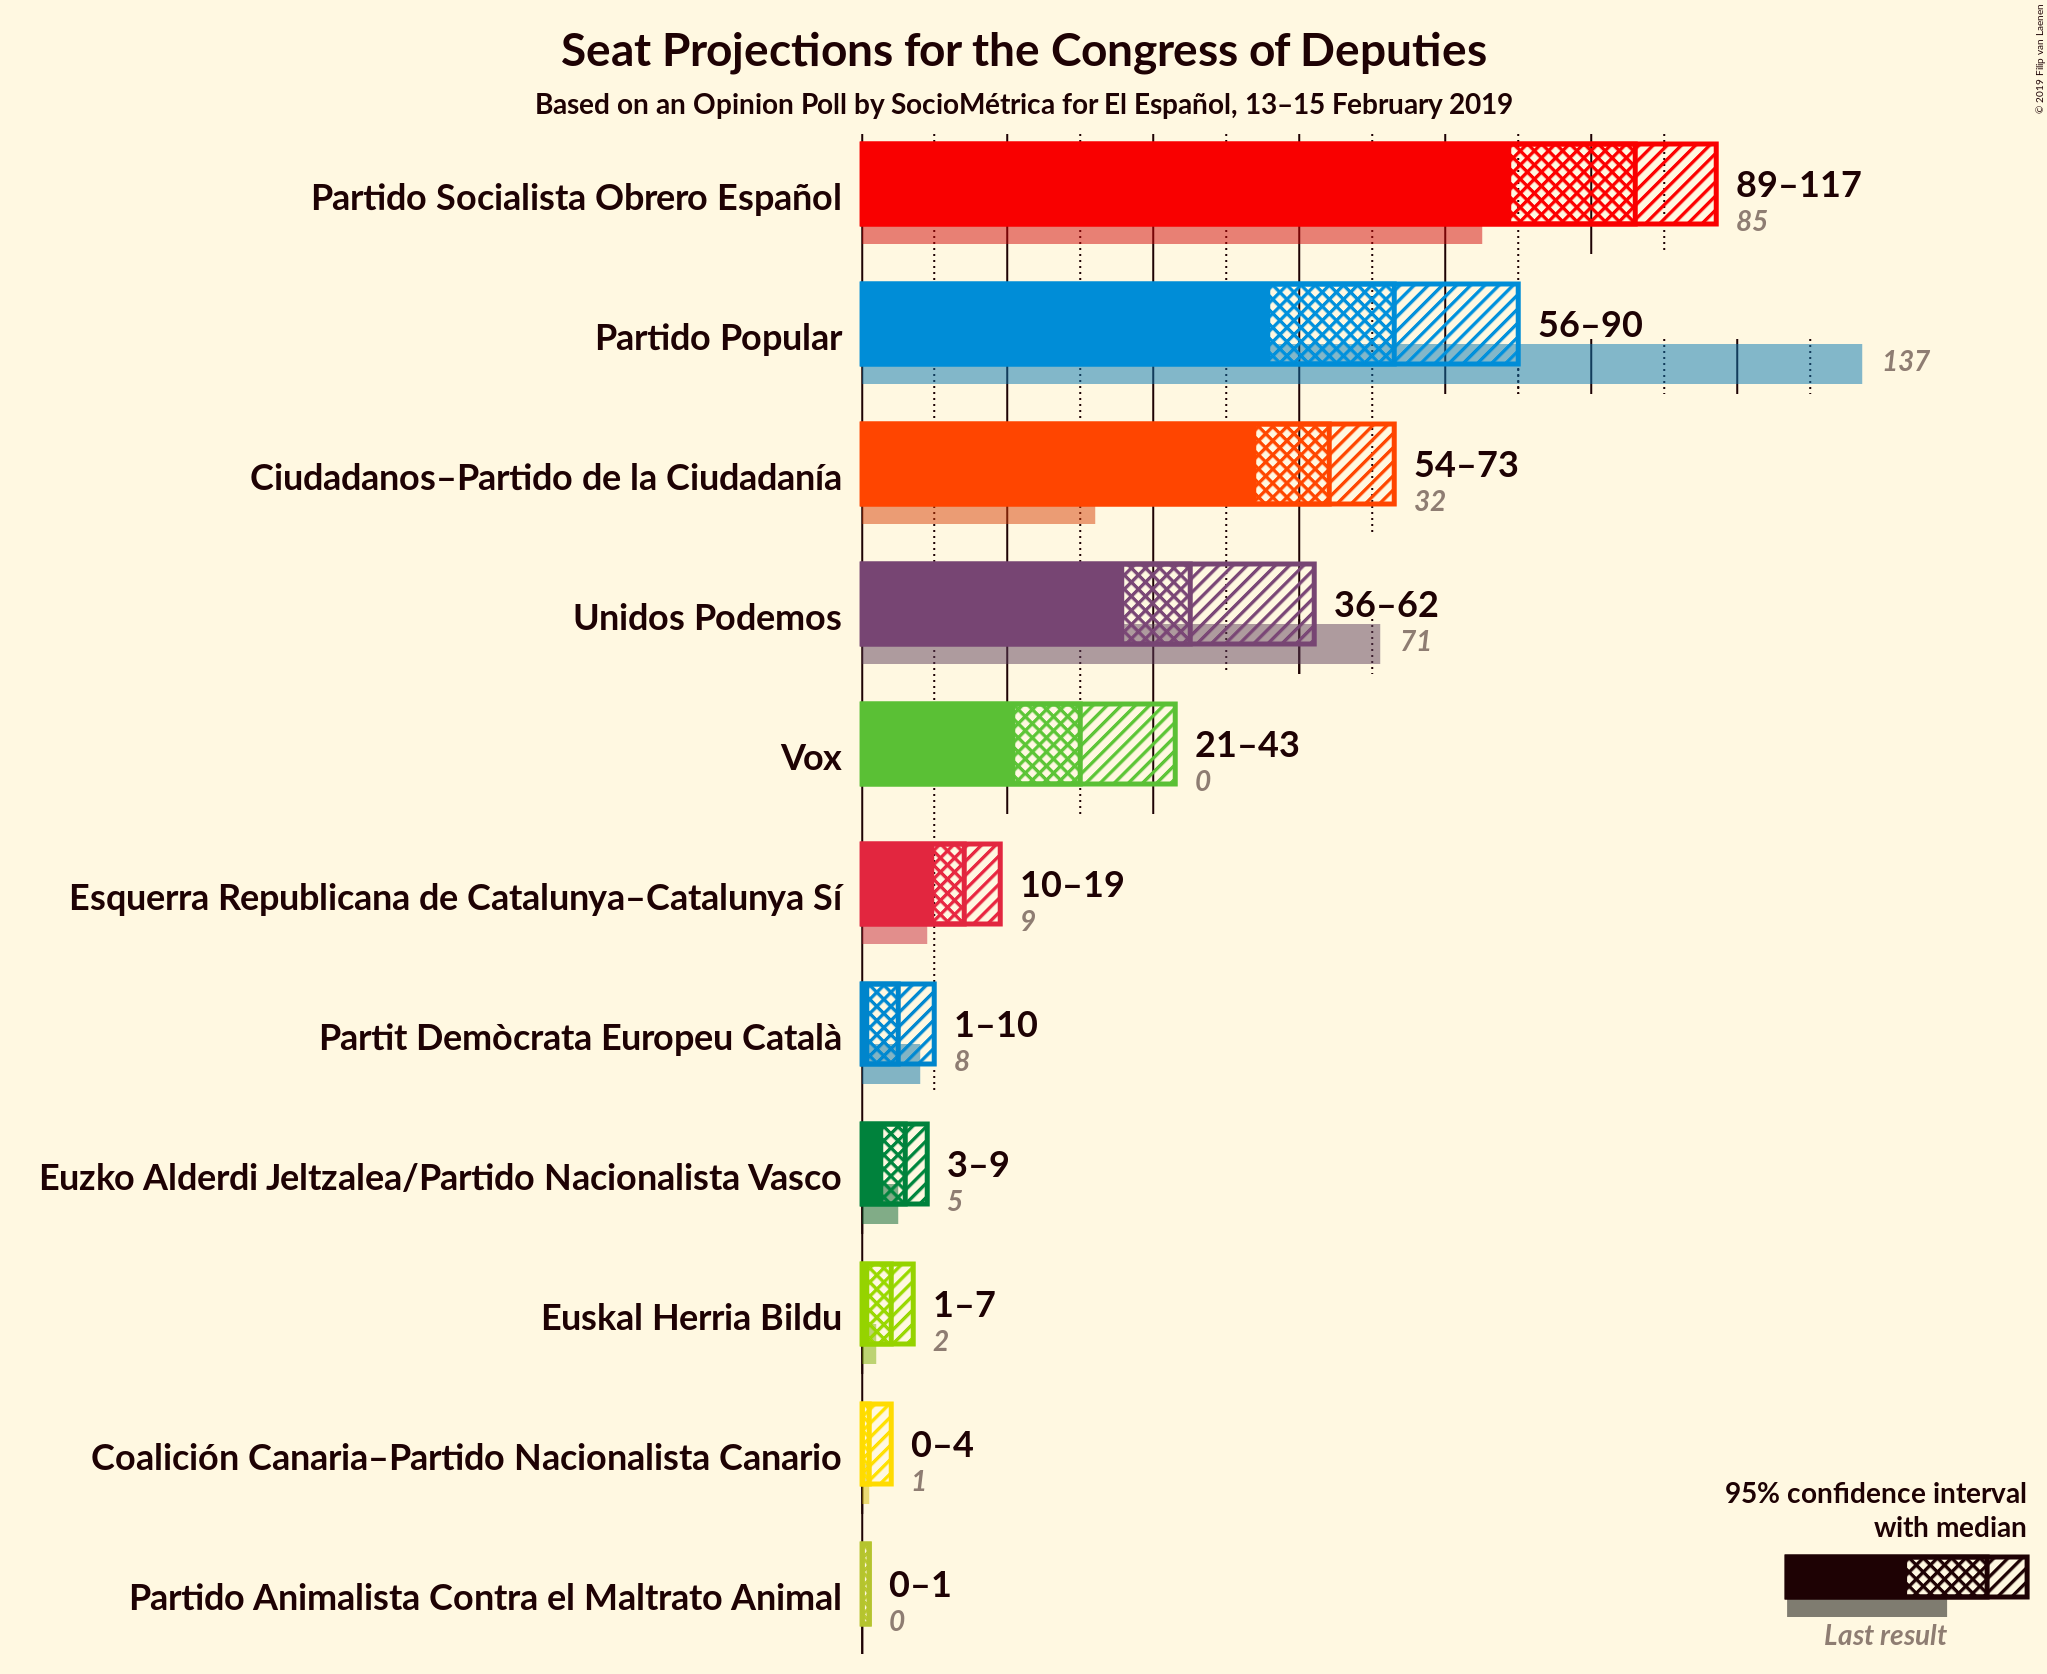 Seat Projections for the Congress of Deputies
Based on an Opinion Poll by SocioMétrica for El Español, 13–15 February 2019
© 2019 Filip van Laenen
Partido Socialista Obrero Español
89–117
85
Partido Popular
56–90
137
Ciudadanos–Partido de la Ciudadanía
54–73
32
Unidos Podemos
36–62
71
Vox
21–43
0
Esquerra Republicana de Catalunya–Catalunya Sí
10–19
9
Partit Demòcrata Europeu Català
1–10
8
Euzko Alderdi Jeltzalea/Partido Nacionalista Vasco
3–9
5
Euskal Herria Bildu
1–7
2
Coalición Canaria–Partido Nacionalista Canario
0–4
1
Partido Animalista Contra el Maltrato Animal
0–1
0
95% confidence interval
with median
Last result